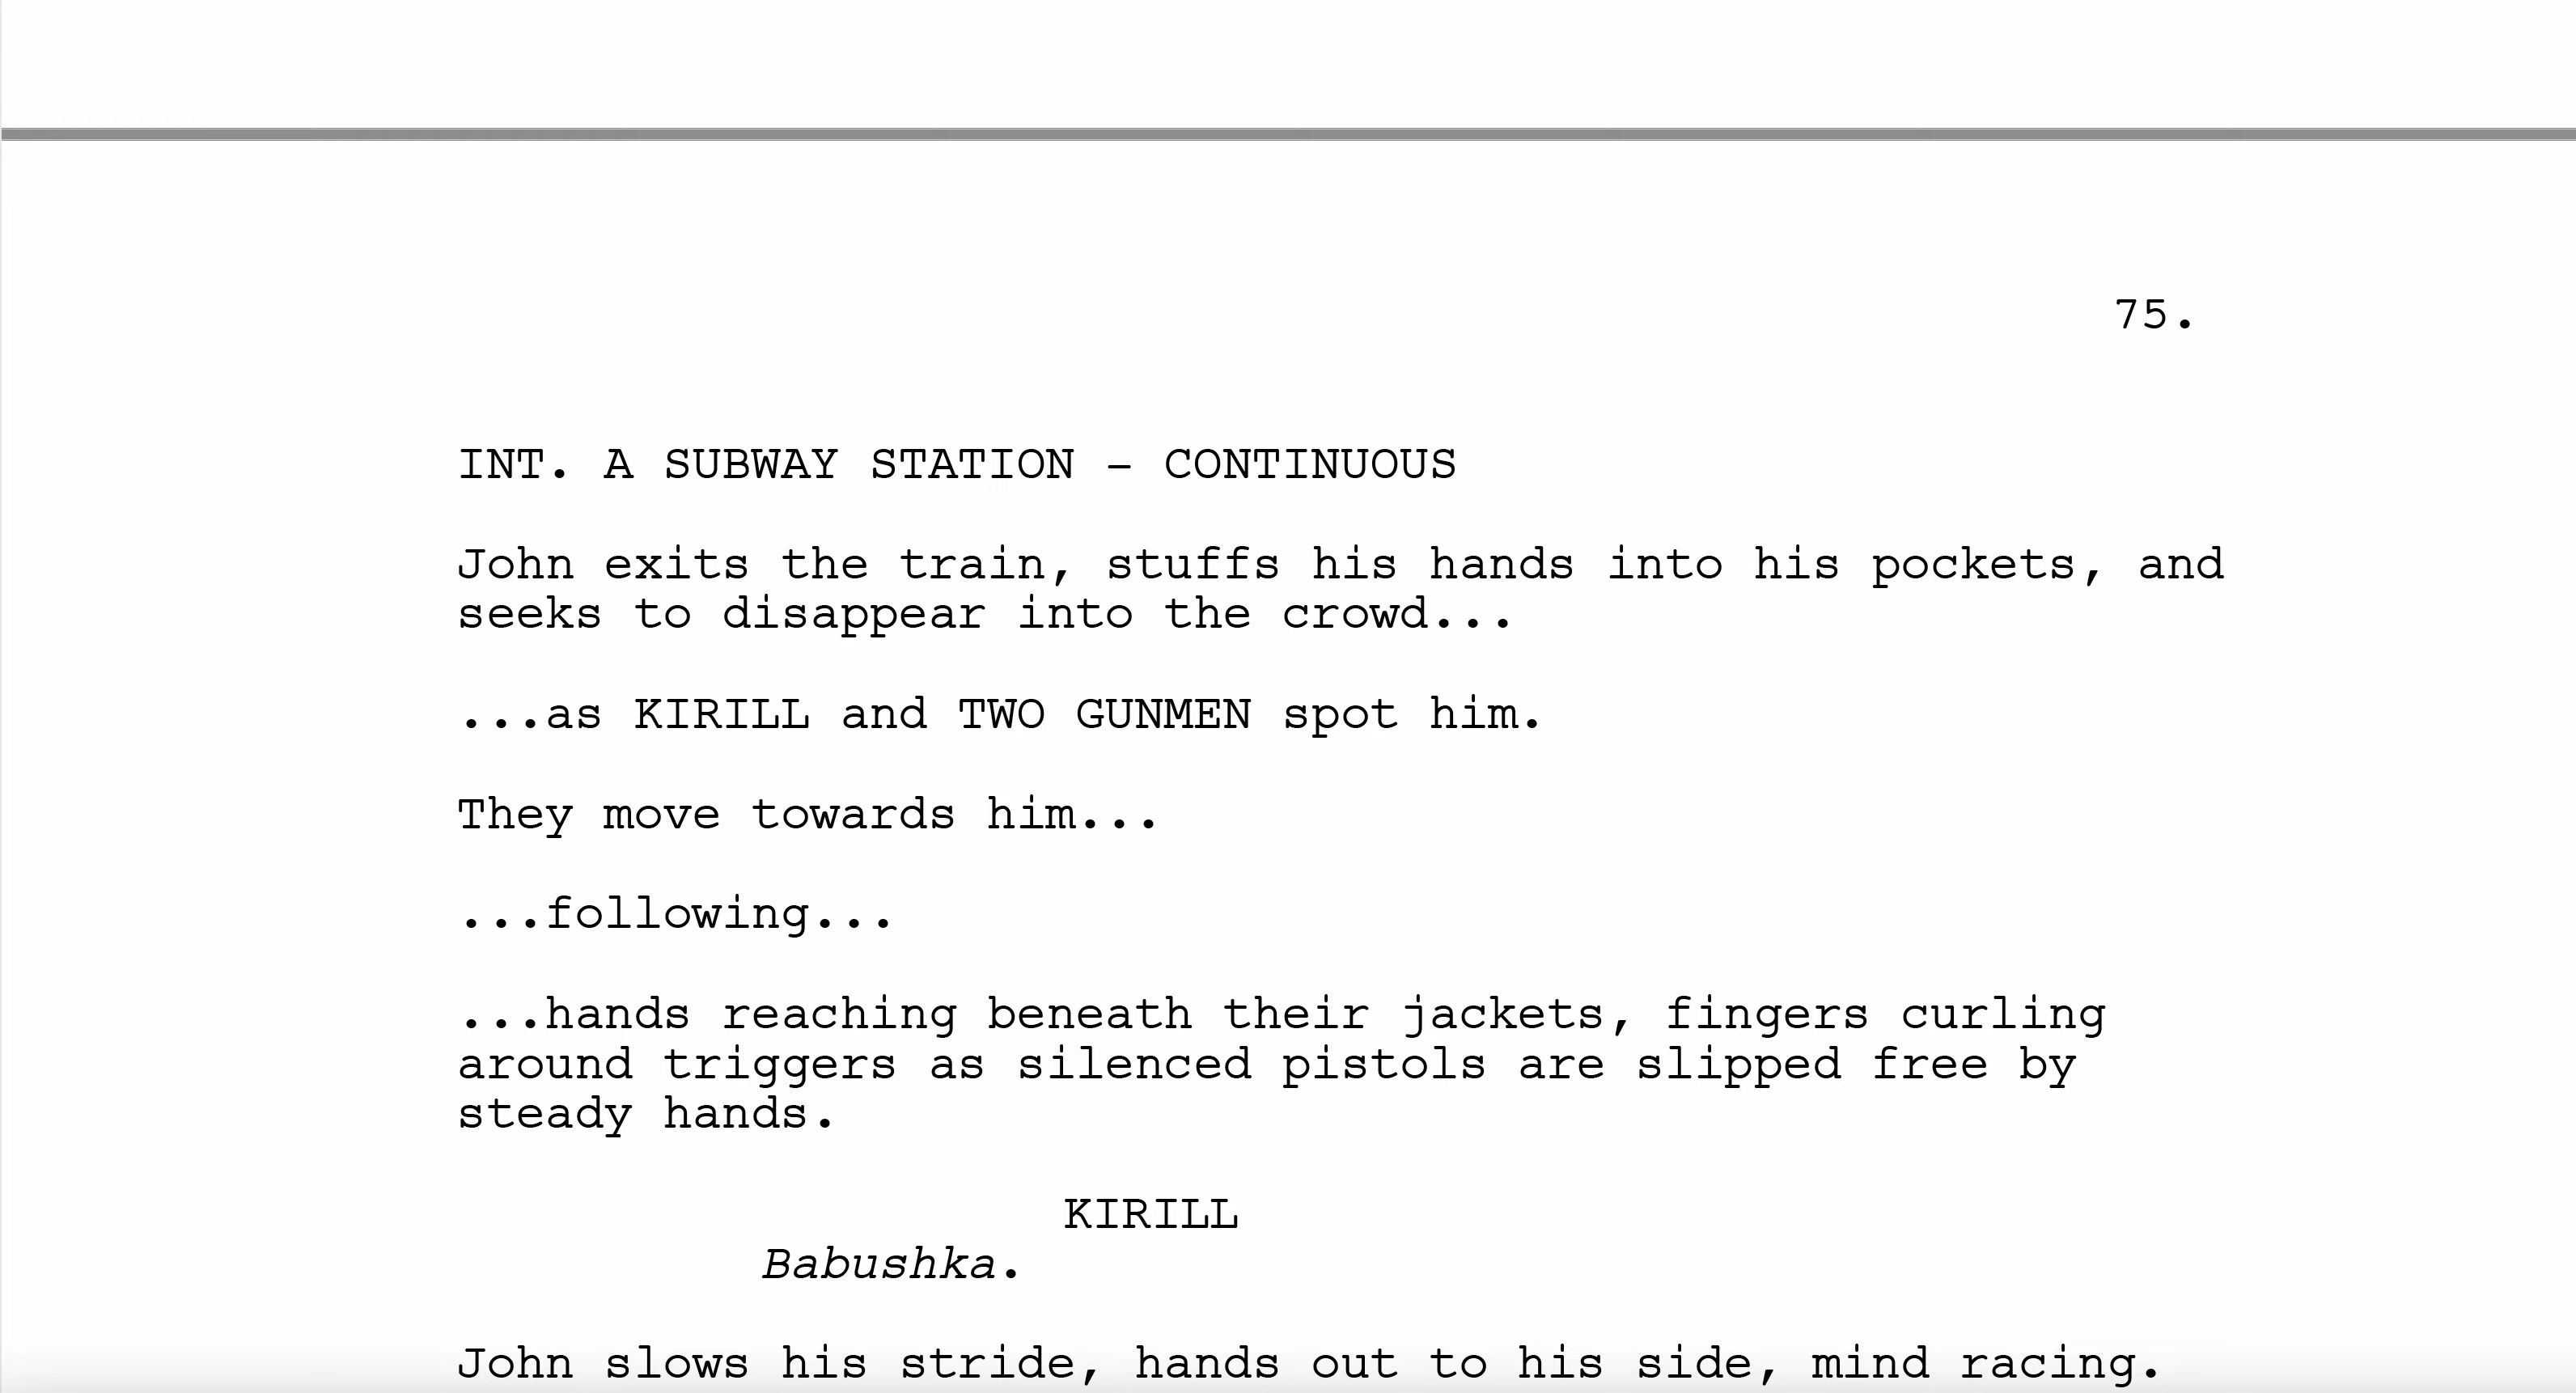 75.
INT. A SUBWAY STATION - CONTINUOUS
John exits the train, stuffs his hands into his pockets, and
seeks to disappear into the crowd...
...as KIRILL and TWO GUNMEN spot him.
They move towards him...
...following...
...hands reaching beneath their jackets, fingers curling
around triggers as silenced pistols are slipped free by
steady hands.
KIRILL
Babushka.
John slows his stride, hands out to his side, mind racing.